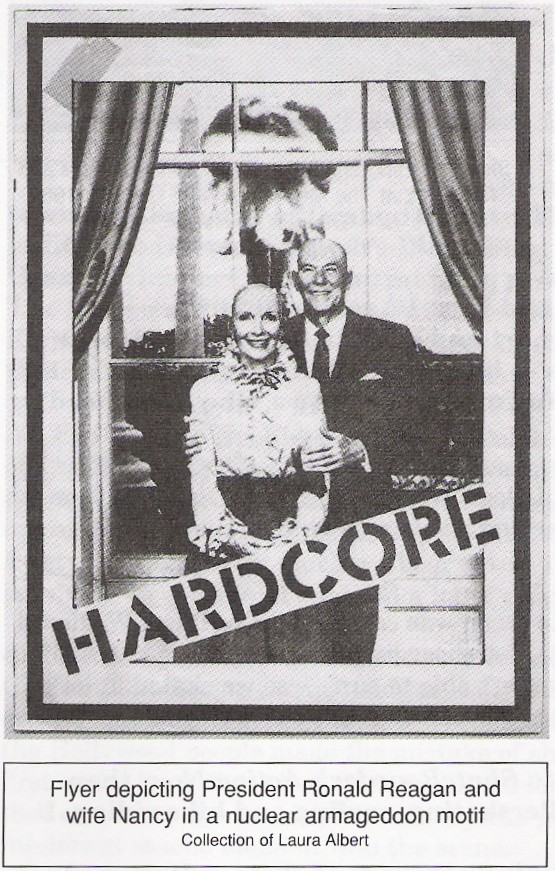 HARDCORE
Flyer depicting President Ronald Reagan and
wife Nancy in a nuclear armageddon motif
Collection of Laura Albert